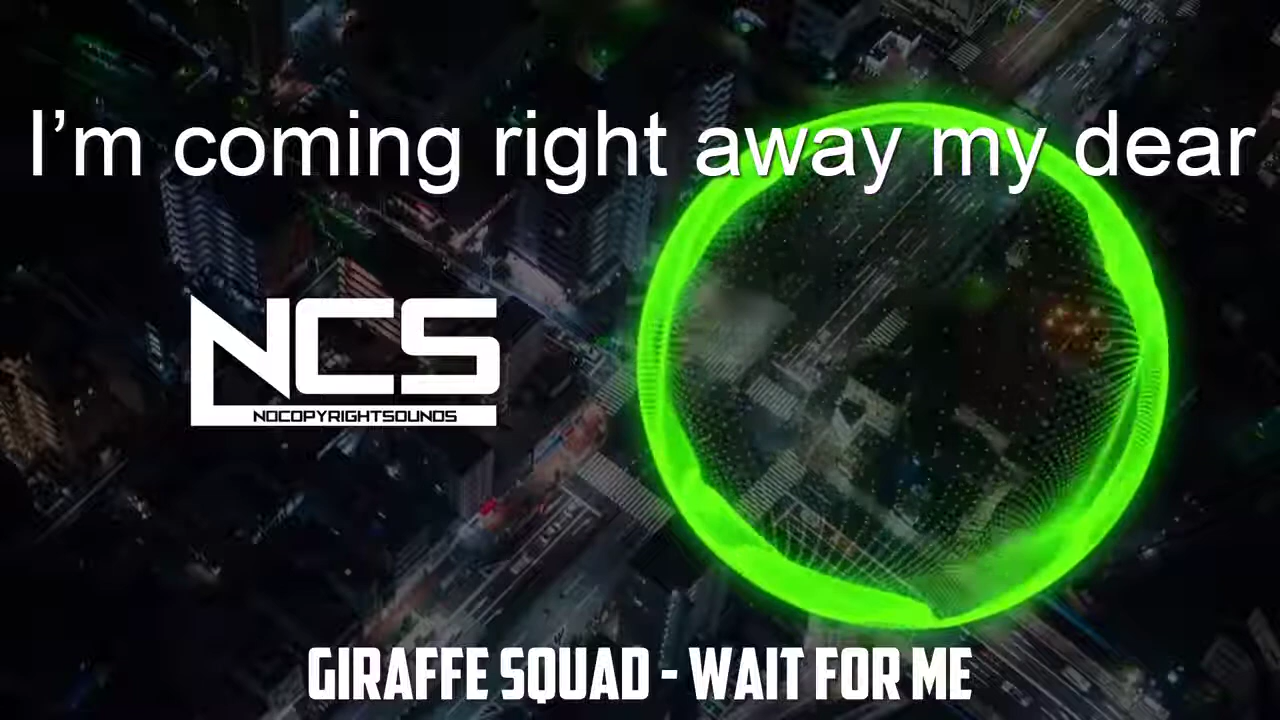 I’m coming right away my dear
NCS
NOCOPYRIGHTSOUNDS
GIRAFFE SQUAD - WAIT FOR ME